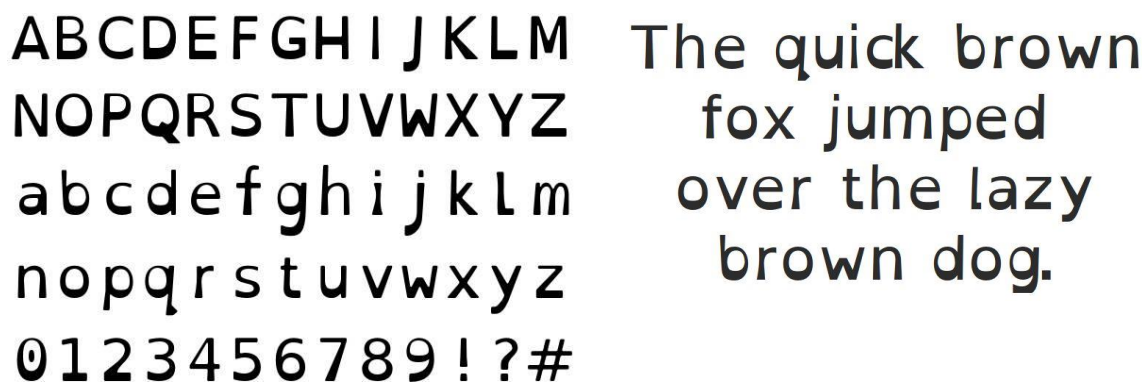 ABCDEFGHIJKLM
NOPQRSTUVWXYZ
abcdefghijklm
nopqrstuvwxyz
0123456789!?#
The quick brown
fox jumped
over the lazy
brown dog.